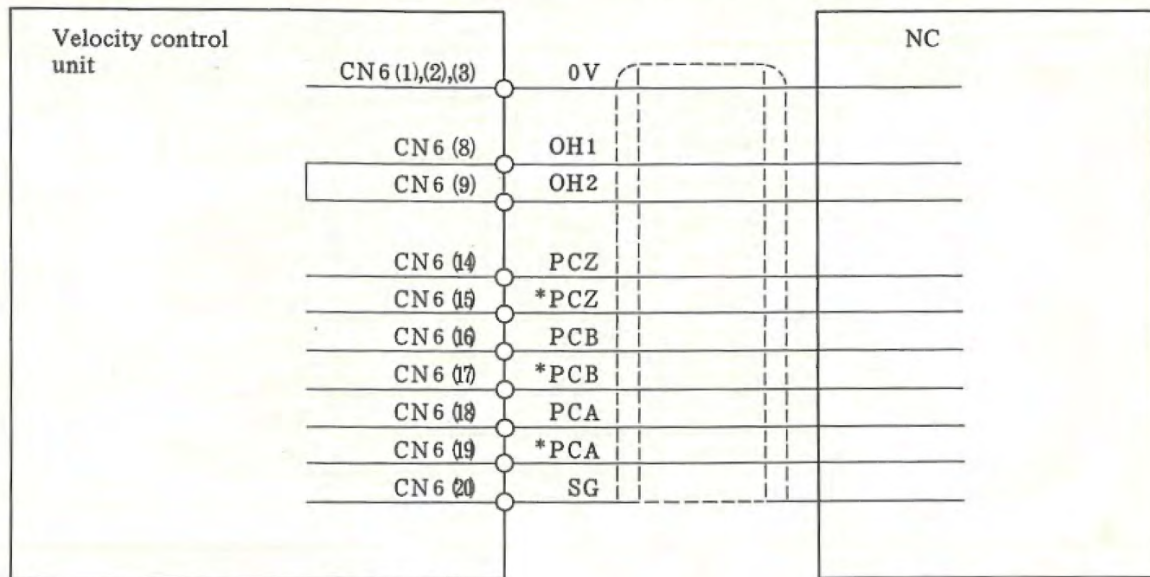 Velocity control
unit
NC
CN6(1),(2),(3) 0V
CN6(8) OH1
CN6(9) OH2
CN6(14) PCZ
CN6(15) *PCZ
CN6(16) PCB
CN6(17) *PCB
CN6(18) PCA
CN6(19) *PCA
CN6(20) SG